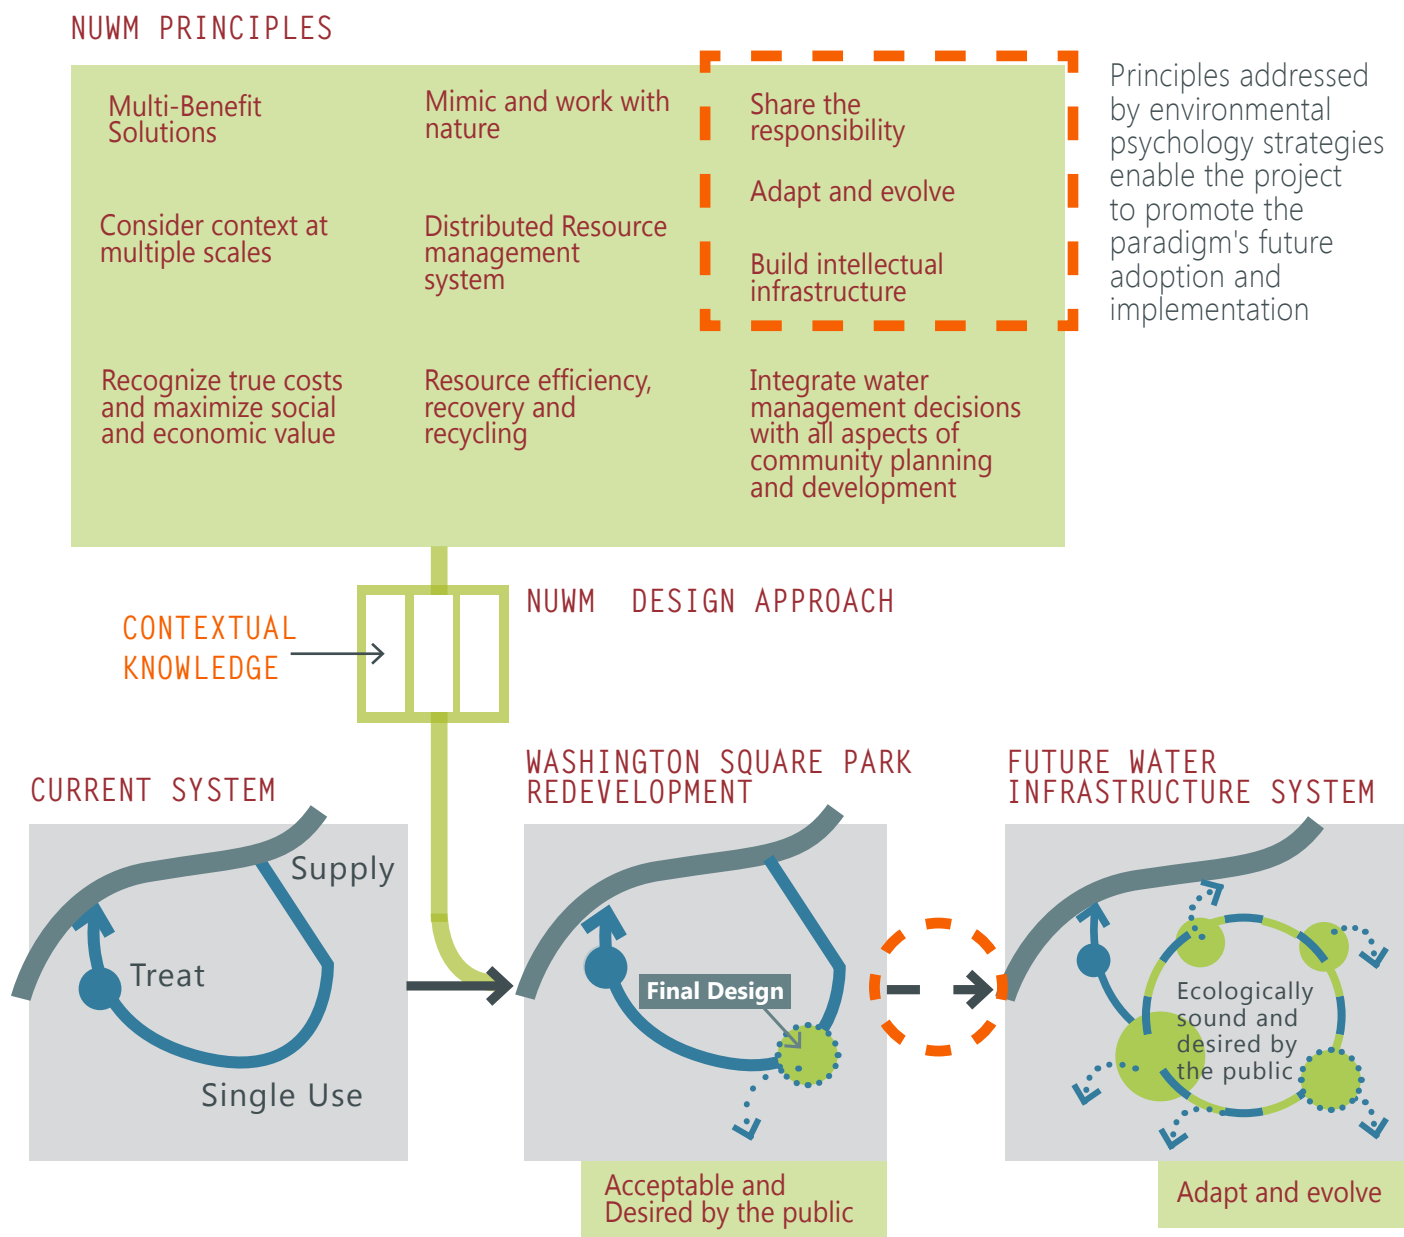 NUWM PRINCIPLES
Multi-Benefit
Solutions
Mimic and work with
nature
Share the
responsibility
Adapt and evolve
Consider context at
multiple scales
Distributed Resource
management
system
Build intellectual
infrastructure
Recognize true costs
and maximize social
and economic value
Resource efficiency,
recovery and
recycling
Integrate water
management decisions
with all aspects of
community planning
and development
Principles addressed
by environmental
psychology strategies
enable the project
to promote the
paradigm's future
adoption and
implementation
NUWM DESIGN APPROACH
CONTEXTUAL
KNOWLEDGE
CURRENT SYSTEM
Supply
Treat
Single Use
WASHINGTON SQUARE PARK
REDEVELOPMENT
Final Design
Acceptable and
Desired by the public
FUTURE WATER
INFRASTRUCTURE SYSTEM
Ecologically
sound and
desired by
the public
Adapt and evolve